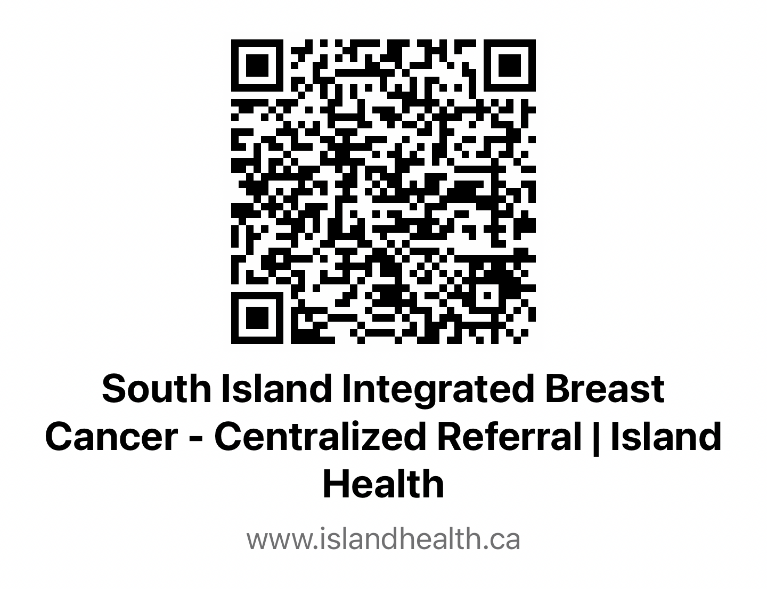 South Island Integrated Breast
Cancer - Centralized Referral | Island
Health
www.islandhealth.ca